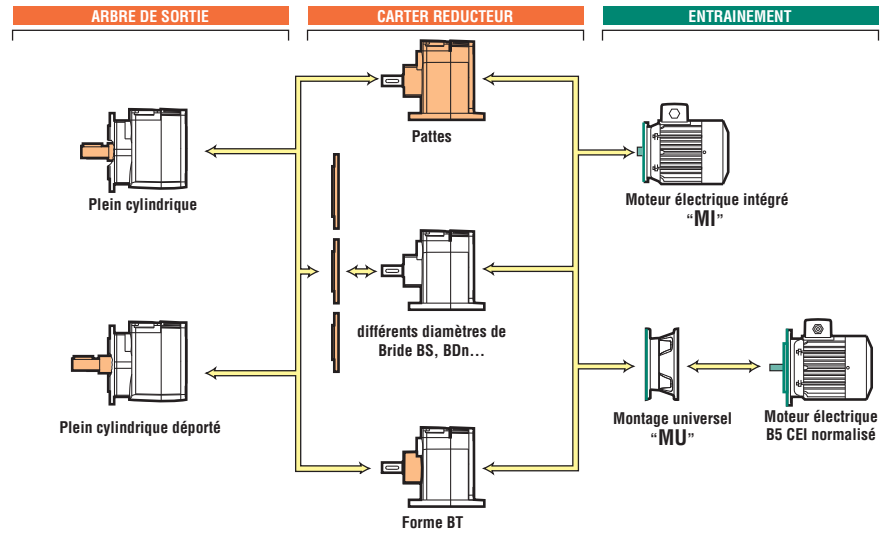 ARBRE DE SORTIE
CARTER REDUCTEUR
ENTRAINEMENT
Pattes
Plein cylindrique
Moteur électrique intégré
“MI”
différents diamètres de
Bride BS, BDn...
Plein cylindrique déporté
Montage universel
“MU”
Moteur électrique
B5 CEI normalisé
Forme BT